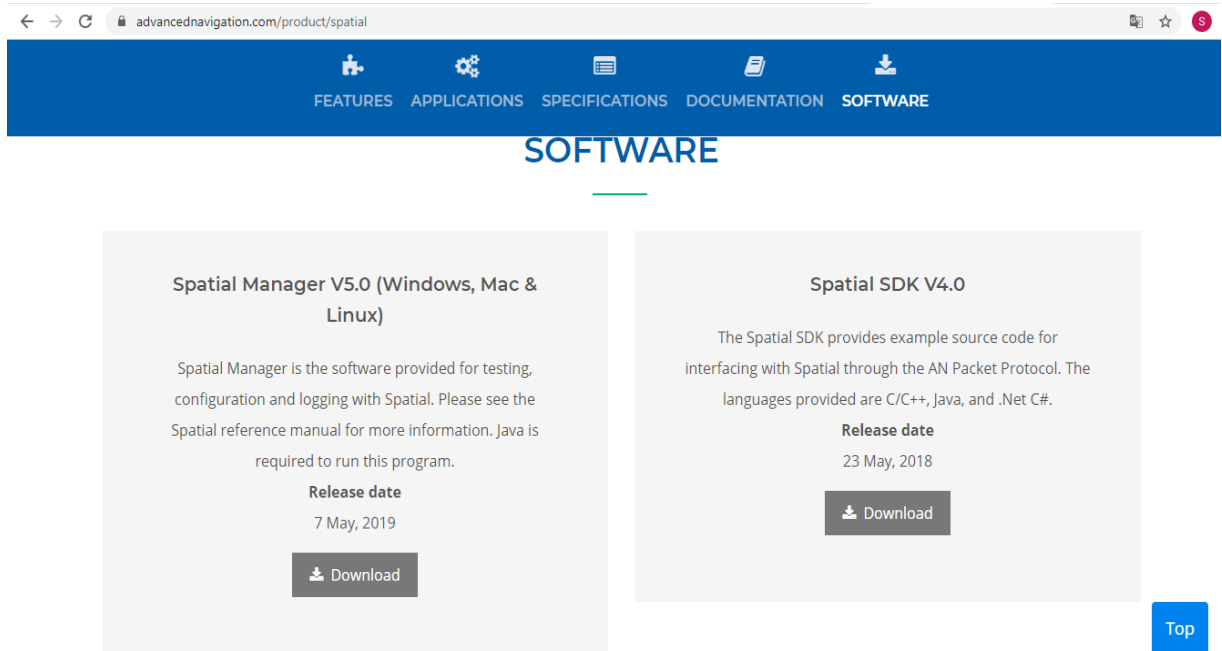 advancednavigation.com/product/spatial
S
FEATURES APPLICATIONS SPECIFICATIONS DOCUMENTATION SOFTWARE
SOFTWARE
Spatial Manager V5.0 (Windows, Mac &
Linux)
Spatial Manager is the software provided for testing,
configuration and logging with Spatial. Please see the
Spatial reference manual for more information. Java is
required to run this program.
Release date
7 May, 2019
Download
Spatial SDK V4.0
The Spatial SDK provides example source code for
interfacing with Spatial through the AN Packet Protocol. The
languages provided are C/C++, Java, and .Net C#.
Release date
23 May, 2018
Download
Top